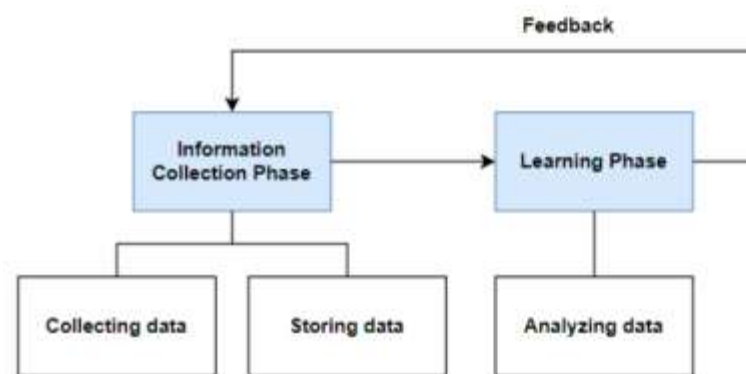 Feedback
Information
Collection Phase
Learning Phase
Collecting data
Storing data
Analyzing data